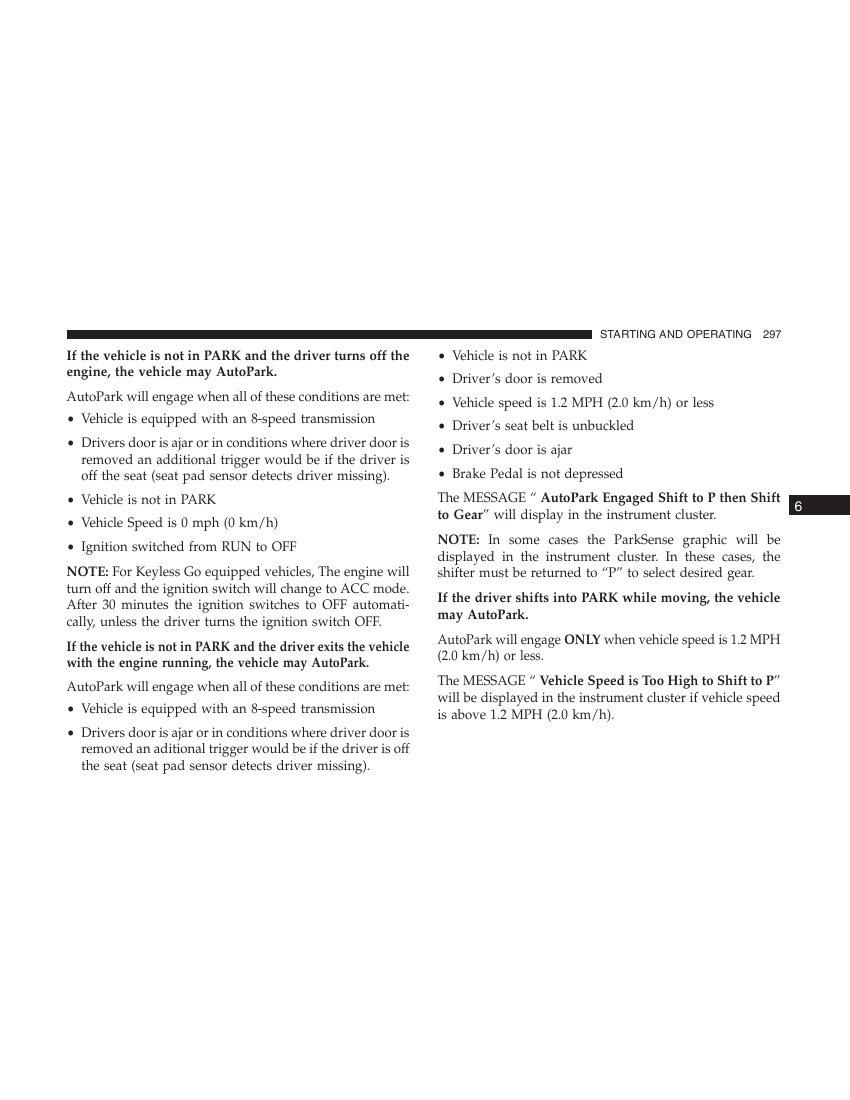 STARTING AND OPERATING 297
If the vehicle is not in PARK and the driver turns off the
engine, the vehicle may AutoPark.
AutoPark will engage when all of these conditions are met:
• Vehicle is equipped with an 8-speed transmission
• Drivers door is ajar or in conditions where driver door is
removed an additional trigger would be if the driver is
off the seat (seat pad sensor detects driver missing).
• Vehicle is not in PARK
• Vehicle Speed is 0 mph (0 km/h)
• Ignition switched from RUN to OFF
NOTE: For Keyless Go equipped vehicles, The engine will
turn off and the ignition switch will change to ACC mode.
After 30 minutes the ignition switches to OFF automati-
cally, unless the driver turns the ignition switch OFF.
If the vehicle is not in PARK and the driver exits the vehicle
with the engine running, the vehicle may AutoPark.
AutoPark will engage when all of these conditions are met:
• Vehicle is equipped with an 8-speed transmission
• Drivers door is ajar or in conditions where driver door is
removed an aditional trigger would be if the driver is off
the seat (seat pad sensor detects driver missing).
• Vehicle is not in PARK
• Driver’s door is removed
• Vehicle speed is 1.2 MPH (2.0 km/h) or less
• Driver’s seat belt is unbuckled
• Driver’s door is ajar
• Brake Pedal is not depressed
The MESSAGE “ AutoPark Engaged Shift to P then Shift
to Gear” will display in the instrument cluster.
NOTE: In some cases the ParkSense graphic will be
displayed in the instrument cluster. In these cases, the
shifter must be returned to “P” to select desired gear.
If the driver shifts into PARK while moving, the vehicle
may AutoPark.
AutoPark will engage ONLY when vehicle speed is 1.2 MPH
(2.0 km/h) or less.
The MESSAGE “ Vehicle Speed is Too High to Shift to P”
will be displayed in the instrument cluster if vehicle speed
is above 1.2 MPH (2.0 km/h).
6